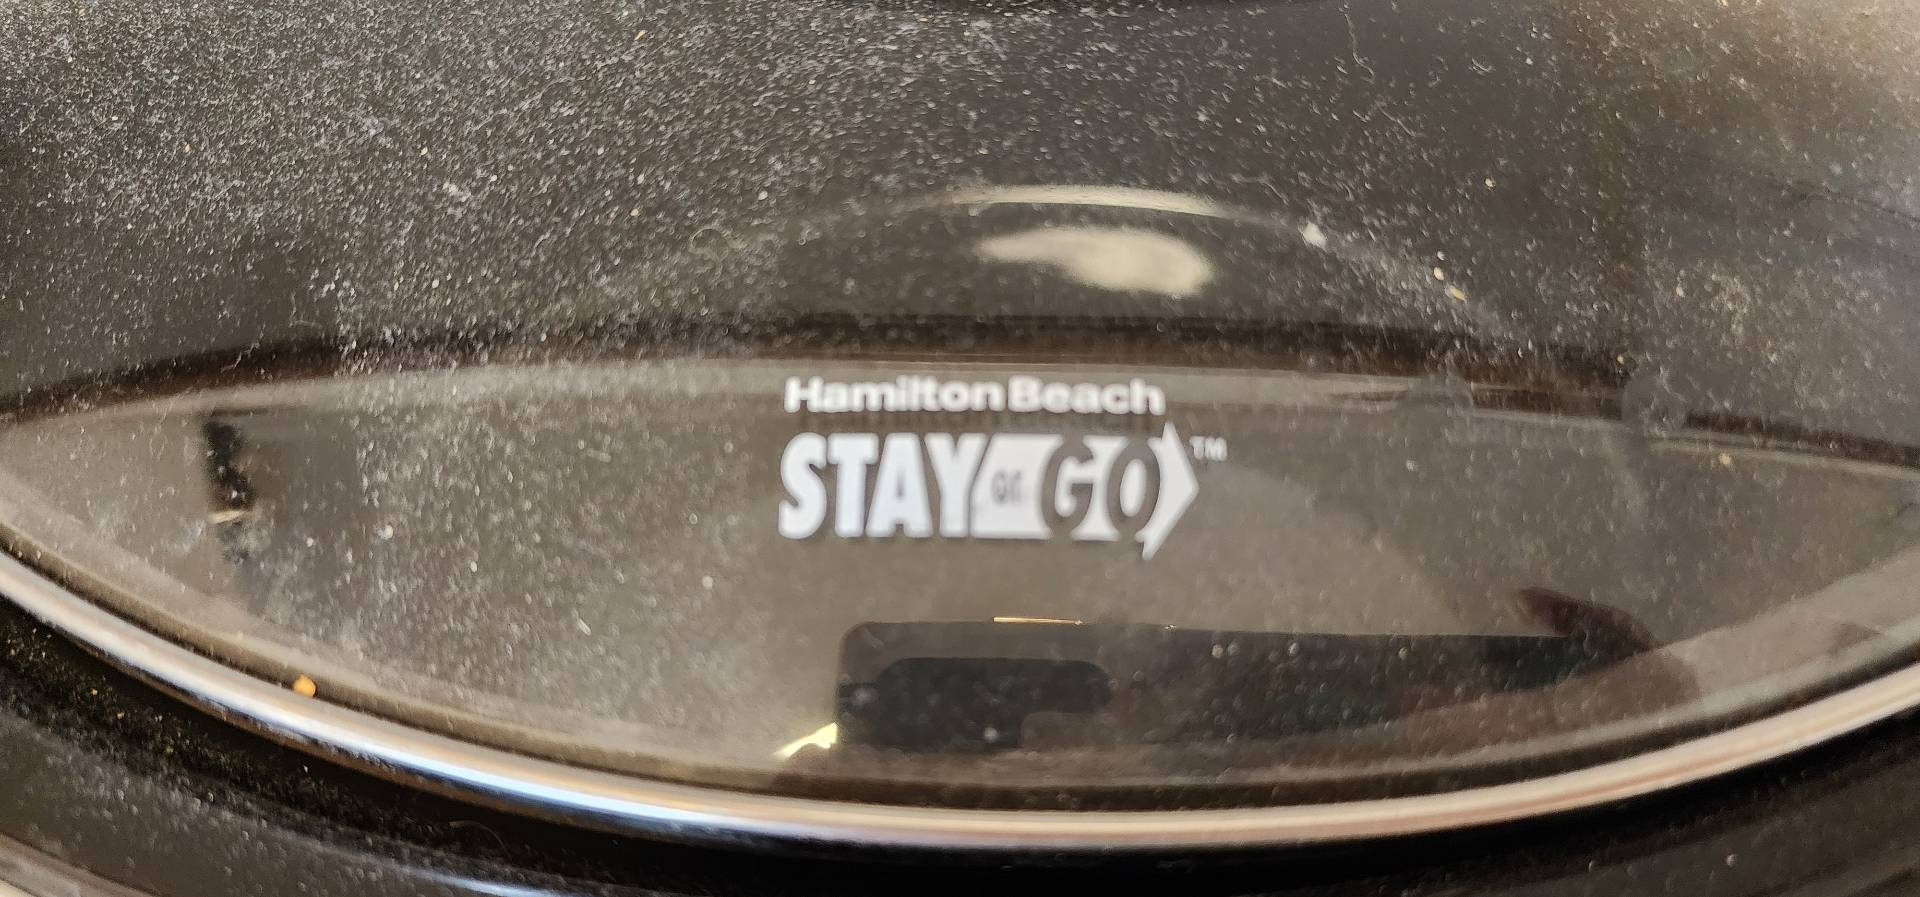 Hamilton Beach
STAY or GO™